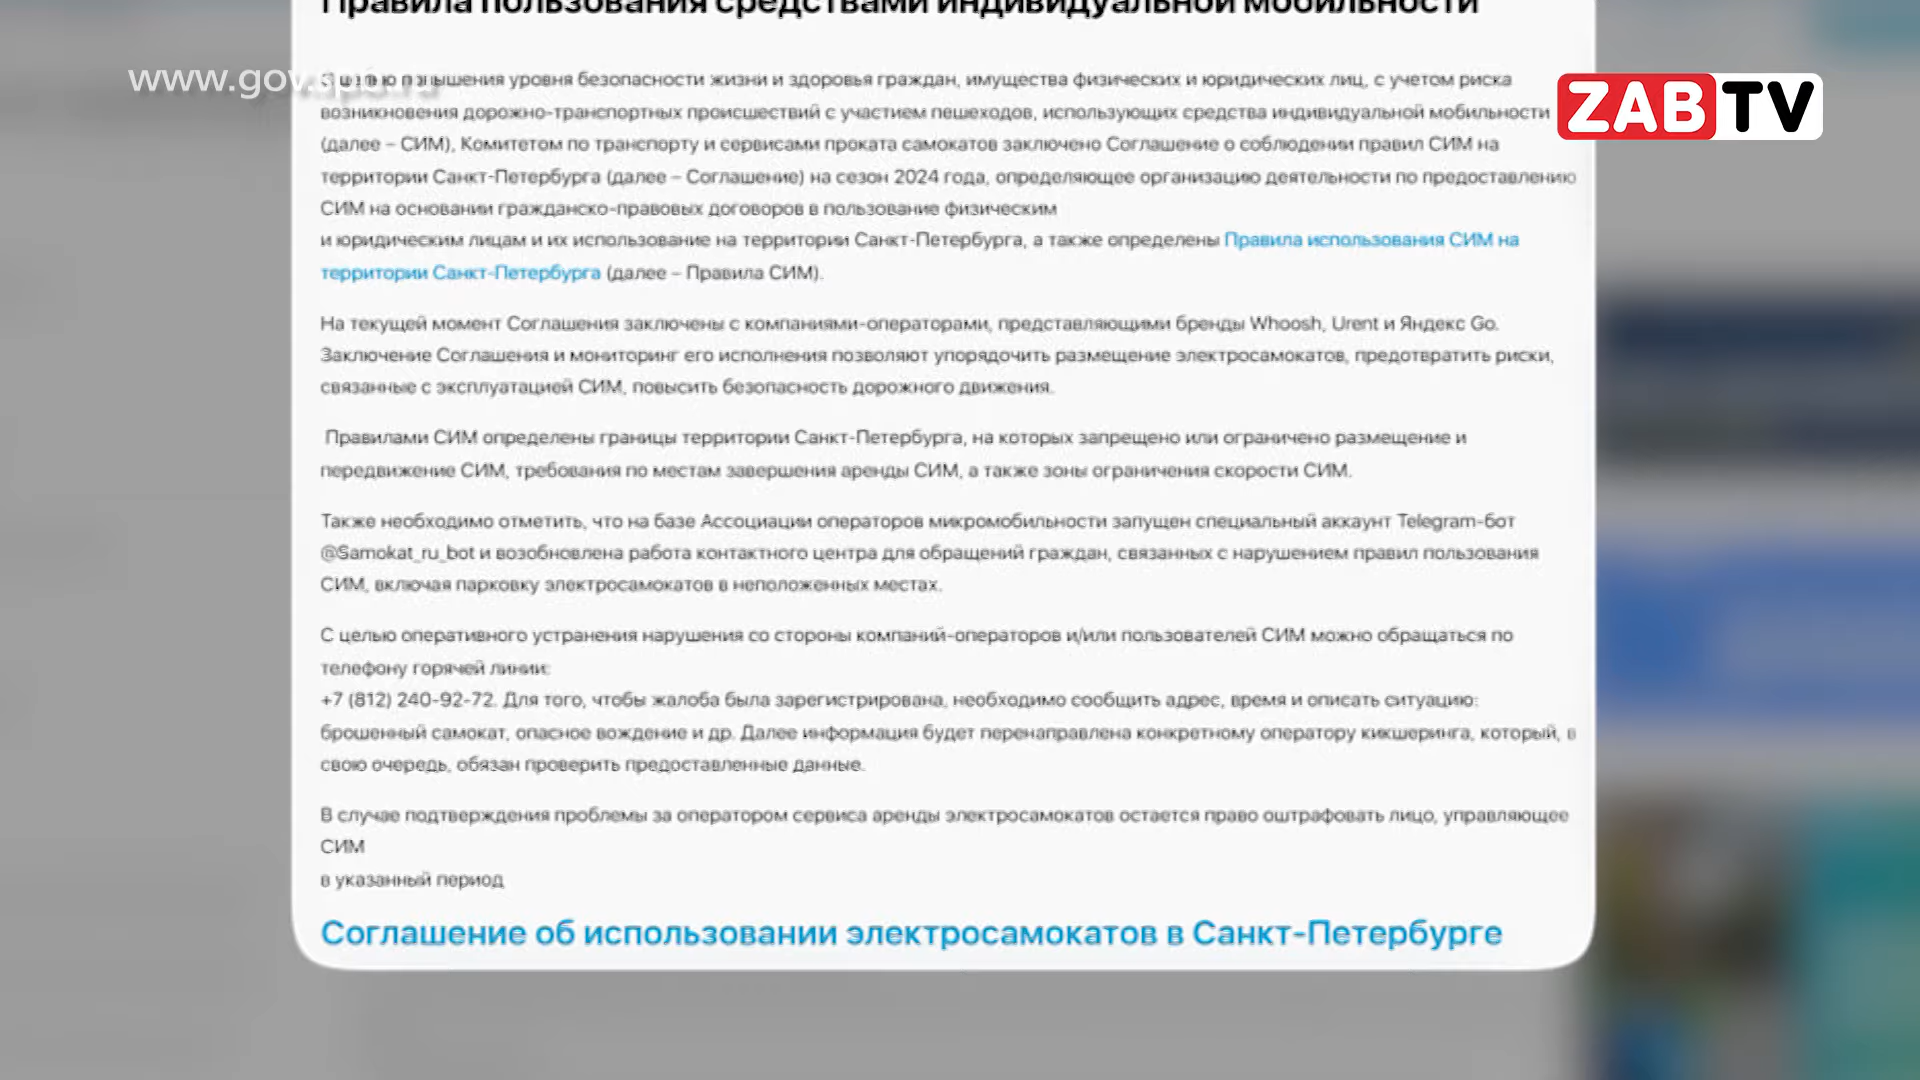 Правила пользования средствами индивидуальной мобильности
www.gov.sp
ZABTV
С целью повышения уровня безопасности жизни и здоровья граждан, имущества физических и юридических лиц, с учетом риска
возникновения дорожно-транспортных происшествий с участием пешеходов, использующих средства индивидуальной мобильности
(далее – СИМ), Комитетом по транспорту и сервисами проката самокатов заключено Соглашение о соблюдении правил СИМ на
территории Санкт-Петербурга (далее – Соглашение) на сезон 2024 года, определяющее организацию деятельности по предоставлению
СИМ на основании гражданско-правовых договоров в пользование физическим
и юридическим лицам и их использование на территории Санкт-Петербурга, а также определены Правила использования СИМ на
территории Санкт-Петербурга (далее – Правила СИМ).
На текущей момент Соглашения заключены с компаниями-операторами, представляющими бренды Whoosh, Urent и Яндекс Go.
Заключение Соглашения и мониторинг его исполнения позволяют упорядочить размещение электросамокатов, предотвратить риски,
связанные с эксплуатацией СИМ, повысить безопасность дорожного движения.
Правилами СИМ определены границы территории Санкт-Петербурга, на которых запрещено или ограничено размещение и
передвижение СИМ, требования по местам завершения аренды СИМ, а также зоны ограничения скорости СИМ.
Также необходимо отметить, что на базе Ассоциации операторов микромобильности запущен специальный аккаунт Telegram-бот
@Samokat_ru_bot и возобновлена работа контактного центра для обращений граждан, связанных с нарушением правил пользования
СИМ, включая парковку электросамокатов в неположенных местах.
С целью оперативного устранения нарушения со стороны компаний-операторов и/или пользователей СИМ можно обращаться по
телефону горячей линии:
+7 (812) 240-92-72. Для того, чтобы жалоба была зарегистрирована, необходимо сообщить адрес, время и описать ситуацию:
брошенный самокат, опасное вождение и др. Далее информация будет перенаправлена конкретному оператору кикшеринга, который, в
свою очередь, обязан проверить предоставленные данные.
В случае подтверждения проблемы за оператором сервиса аренды электросамокатов остается право оштрафовать лицо, управляющее
СИМ
в указанный период
Соглашение об использовании электросамокатов в Санкт-Петербурге